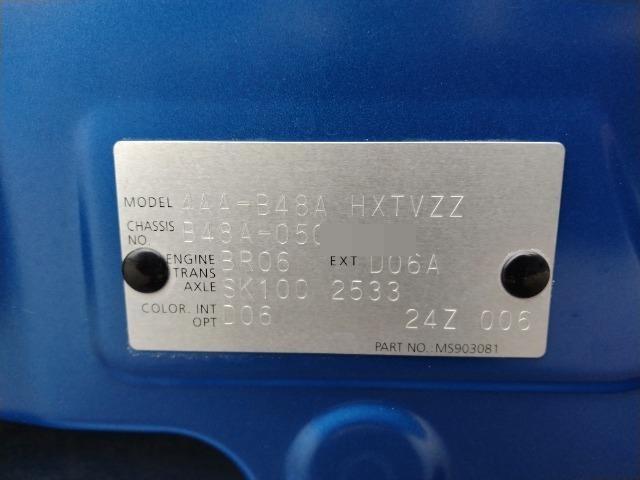 MODEL 4AA-B48A HXTVZZ
CHASSIS NO. B48A-050
ENGINE BR06 EXT D06A
TRANS AXLE SK100 2533
COLOR. INT OPT D06 24Z 006
PART NO.: MS903081